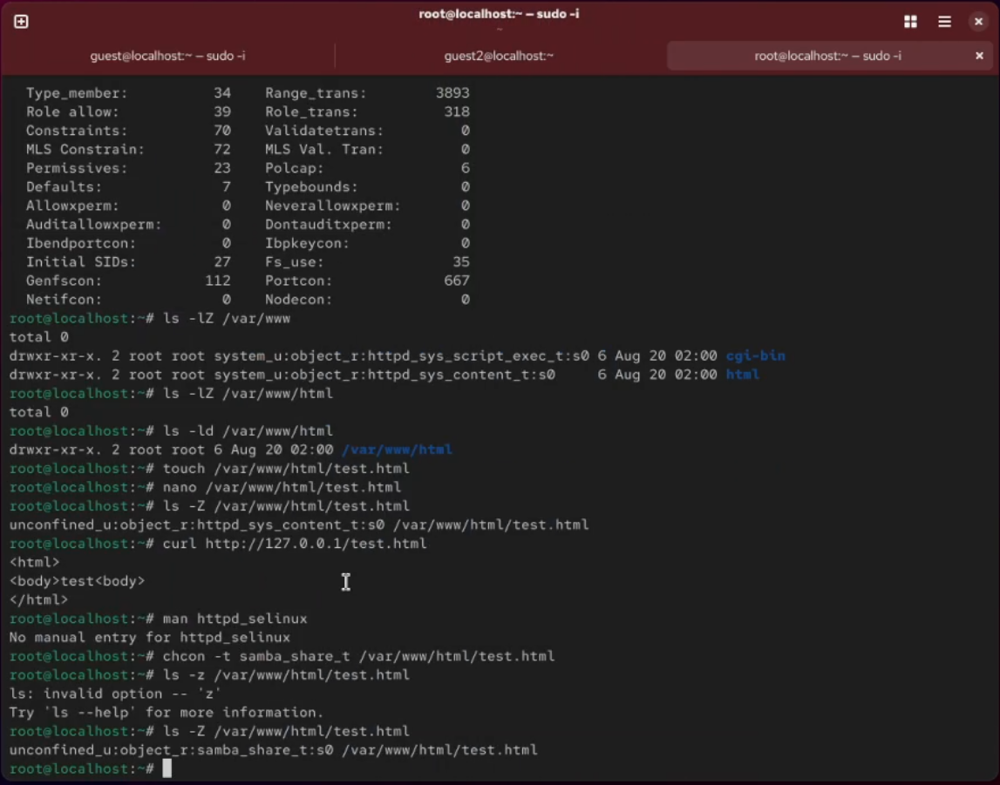 root@localhost:~ — sudo -i
~
guest@localhost:~ — sudo -i guest2@localhost:~ root@localhost:~ — sudo -i
Type_member: 34 Range_trans: 3893
Role allow: 39 Role_trans: 318
Constraints: 70 Validatetrans: 0
MLS Constrain: 72 MLS Val. Tran: 0
Permissives: 23 Polcap: 6
Defaults: 7 Typebounds: 0
Allowxperm: 0 Neverallowxperm: 0
Auditallowxperm: 0 Dontauditxperm: 0
Ibendportcon: 0 Ibpkeycon: 0
Initial SIDs: 27 Fs_use: 35
Genfscon: 112 Portcon: 667
Netifcon: 0 Nodecon: 0
root@localhost:~# ls -lZ /var/www
total 0
drwxr-xr-x. 2 root root system_u:object_r:httpd_sys_script_exec_t:s0 6 Aug 20 02:00 cgi-bin
drwxr-xr-x. 2 root root system_u:object_r:httpd_sys_content_t:s0 6 Aug 20 02:00 html
root@localhost:~# ls -lZ /var/www/html
total 0
root@localhost:~# ls -ld /var/www/html
drwxr-xr-x. 2 root root 6 Aug 20 02:00 /var/www/html
root@localhost:~# touch /var/www/html/test.html
root@localhost:~# nano /var/www/html/test.html
root@localhost:~# ls -Z /var/www/html/test.html
unconfined_u:object_r:httpd_sys_content_t:s0 /var/www/html/test.html
root@localhost:~# curl http://127.0.0.1/test.html
<html>
<body>test<body>
</html>
root@localhost:~# man httpd_selinux
No manual entry for httpd_selinux
root@localhost:~# chcon -t samba_share_t /var/www/html/test.html
root@localhost:~# ls -z /var/www/html/test.html
ls: invalid option -- 'z'
Try 'ls --help' for more information.
root@localhost:~# ls -Z /var/www/html/test.html
unconfined_u:object_r:samba_share_t:s0 /var/www/html/test.html
root@localhost:~#